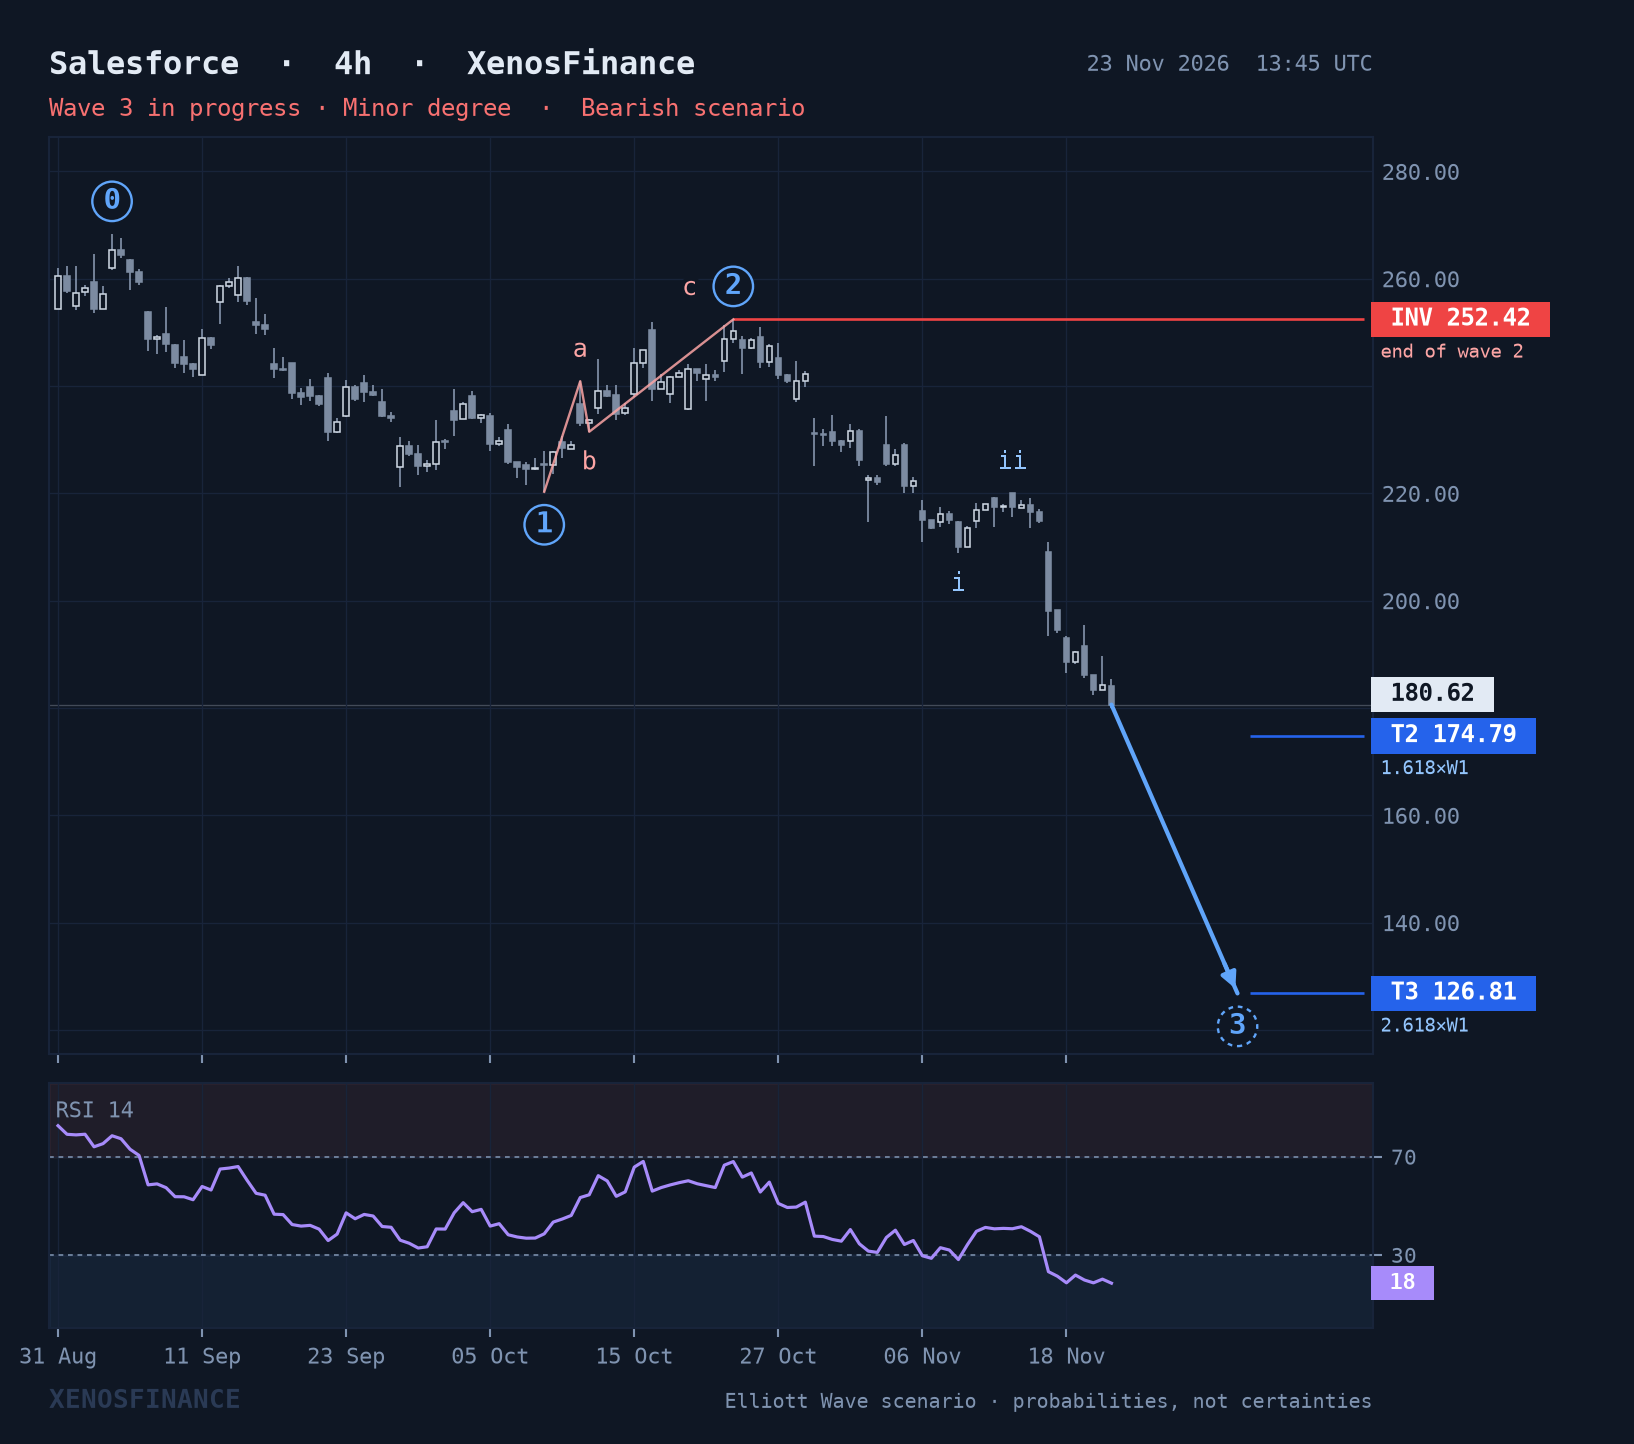 Salesforce · 4h · XenosFinance
23 Nov 2026 13:45 UTC
Wave 3 in progress · Minor degree · Bearish scenario
280.00
0
260.00
c
2
INV 252.42
end of wave 2
a
b
ii
220.00
1
i
200.00
180.62
T2 174.79
1.618×W1
160.00
140.00
T3 126.81
3
2.618×W1
RSI 14
70
30
18
31 Aug
11 Sep
23 Sep
05 Oct
15 Oct
27 Oct
06 Nov
18 Nov
XENOSFINANCE
Elliott Wave scenario · probabilities, not certainties